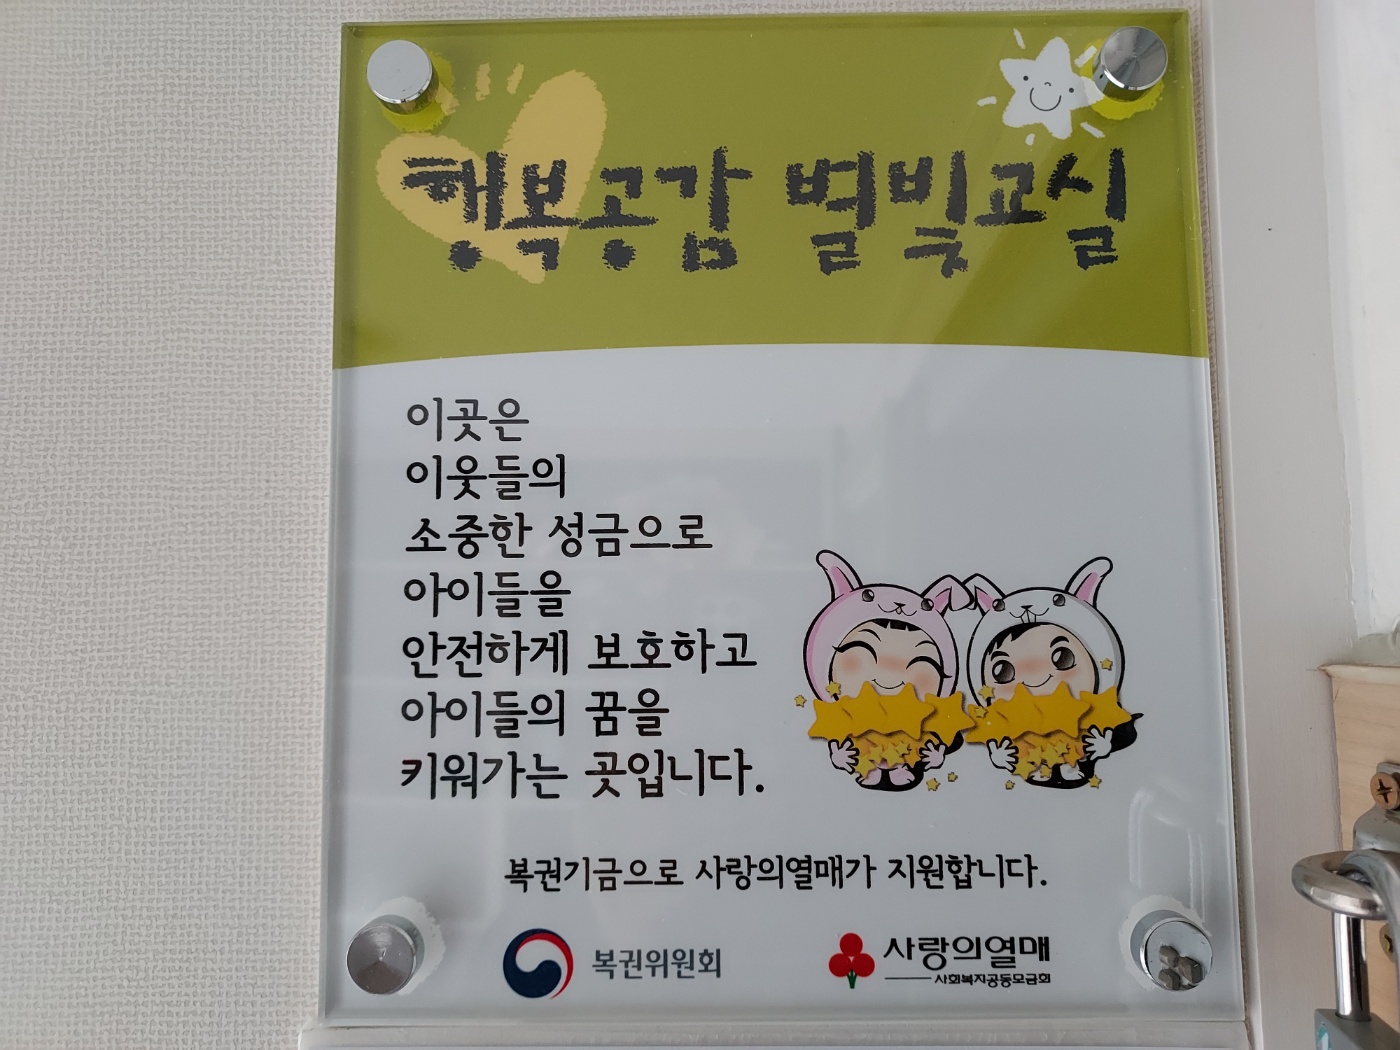 행복공감 별빛교실
이곳은
이웃들의
소중한 성금으로
아이들을
안전하게 보호하고
아이들의 꿈을
키워가는 곳입니다.
복권기금으로 사랑의열매가 지원합니다.
복권위원회
사랑의열매
사회복지공동모금회